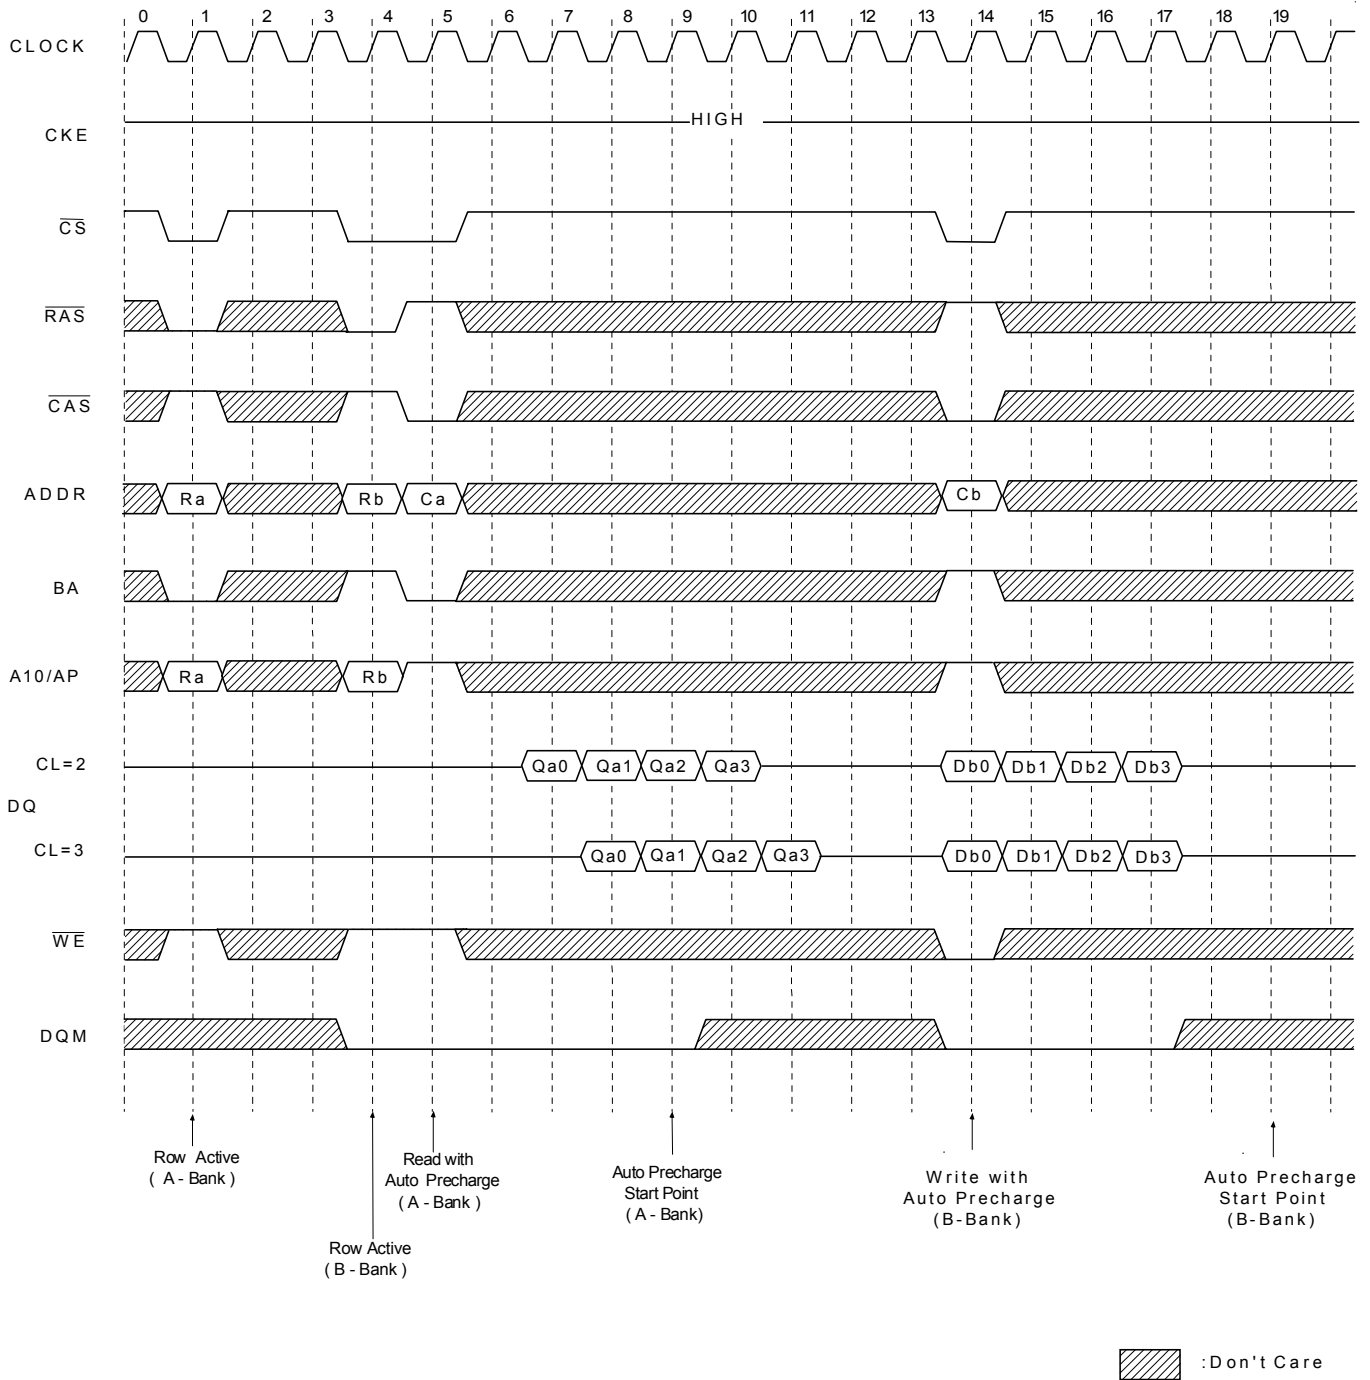 0 1 2 3 4 5 6 7 8 9 10 11 12 13 14 15 16 17 18 19
CLOCK
CKE HIGH
CS
RAS
CAS
ADDR Ra Rb Ca Cb
BA
A10/AP Ra Rb
CL=2 Qa0 Qa1 Qa2 Qa3 Db0 Db1 Db2 Db3
DQ
CL=3 Qa0 Qa1 Qa2 Qa3 Db0 Db1 Db2 Db3
WE
DQM
Row Active
(A-Bank)
Row Active
(B-Bank)
Read with
Auto Precharge
(A-Bank)
Auto Precharge
Start Point
(A-Bank)
Write with
Auto Precharge
(B-Bank)
Auto Precharge
Start Point
(B-Bank)
:Don't Care